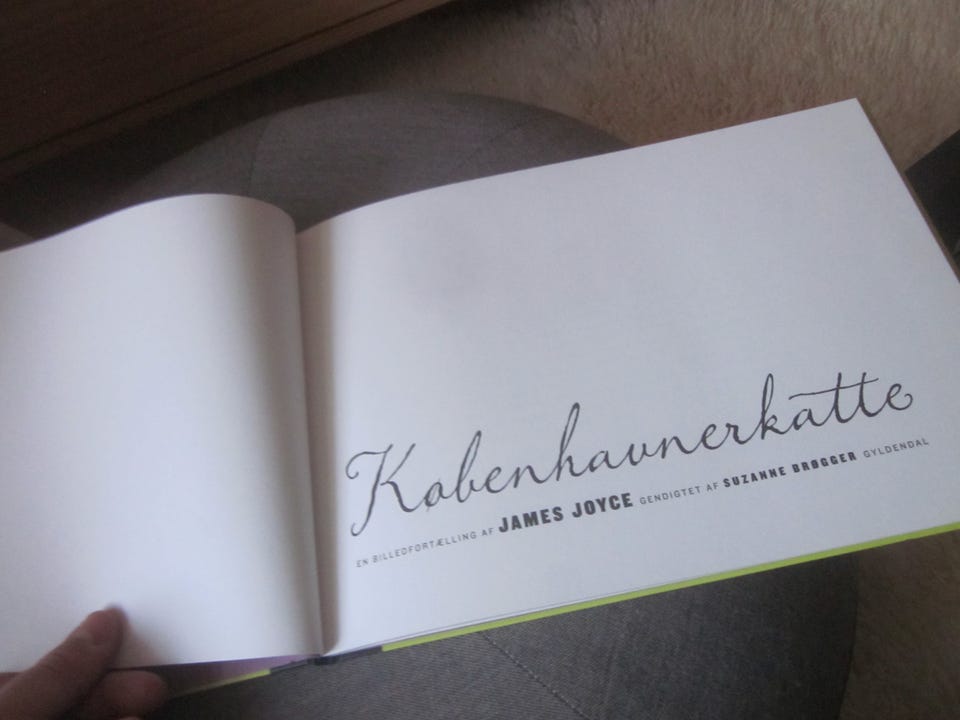 Københavnerkatte
EN BILLEDFORTÆLLING AF JAMES JOYCE GENDIGTET AF SUZANNE BRØGGER GYLDENDAL